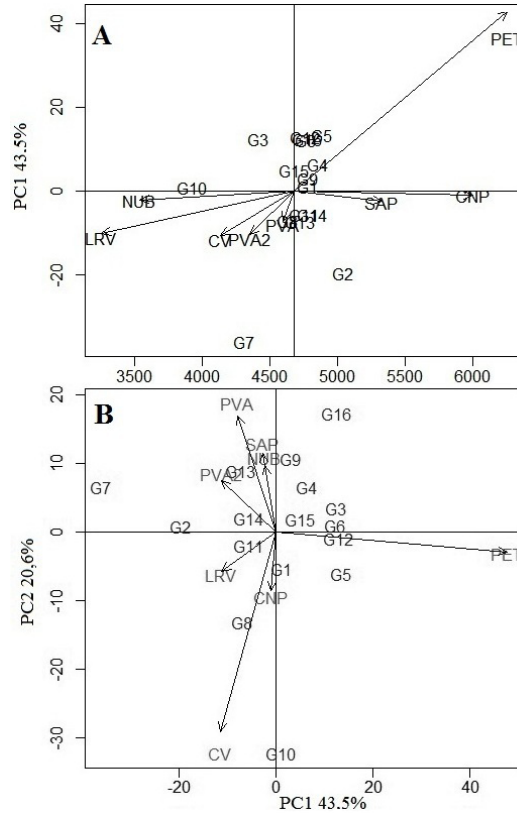 A
PET
40
20
0
-20
PC1 43.5%
G3
G5
G4
G15
G9
G1
G10
NUB
SAP
CNP
LRV
CV
PVA2
PVA
G2
G7
3500
4000
4500
5000
5500
6000
B
PVA
G16
SAP
NUB
G9
G13
PVA2
G7
G4
G3
G14
G15
G2
G6
G12
G11
PET
LRV
G1
G5
CNP
G8
CV
G10
20
10
0
-10
-20
-30
PC2 20,6%
-20
0
20
40
PC1 43.5%